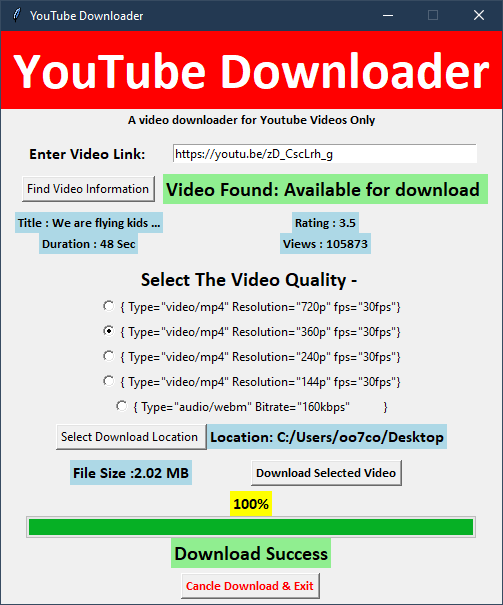 YouTube Downloader
YouTube Downloader
A video downloader for Youtube Videos Only
Enter Video Link: https://youtu.be/zD_CscLrh_g
Find Video Information Video Found: Available for download
Title : We are flying kids ... Rating : 3.5
Duration : 48 Sec Views : 105873
Select The Video Quality -
{ Type="video/mp4" Resolution="720p" fps="30fps"}
{ Type="video/mp4" Resolution="360p" fps="30fps"}
{ Type="video/mp4" Resolution="240p" fps="30fps"}
{ Type="video/mp4" Resolution="144p" fps="30fps"}
{ Type="audio/webm" Bitrate="160kbps" }
Select Download Location Location: C:/Users/oo7co/Desktop
File Size :2.02 MB Download Selected Video
100%
Download Success
Cancle Download & Exit